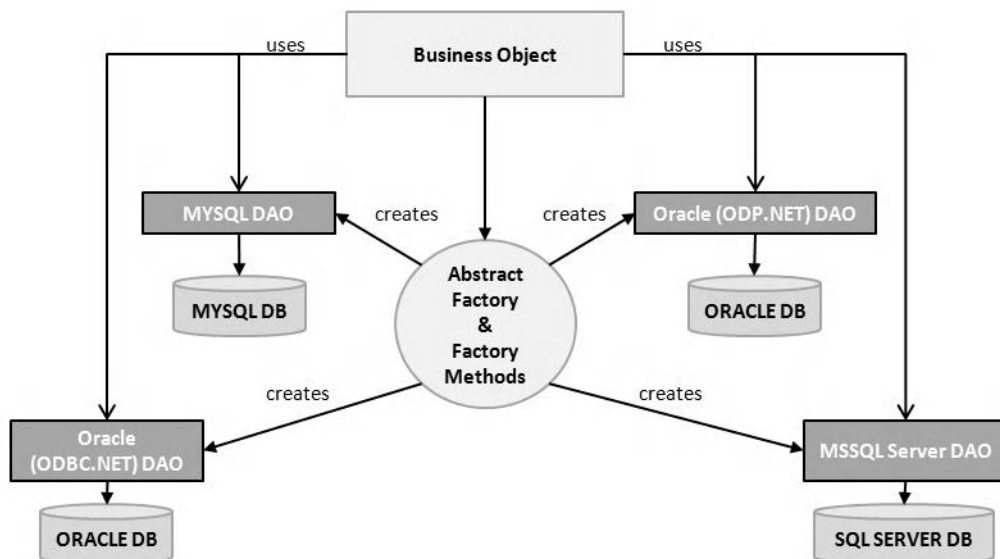 uses
uses
Business Object
MYSQL DAO
creates
creates
Oracle (ODP.NET) DAO
MYSQL DB
Abstract
Factory
&
Factory
Methods
ORACLE DB
creates
creates
Oracle
(ODBC.NET) DAO
MSSQL Server DAO
ORACLE DB
SQL SERVER DB